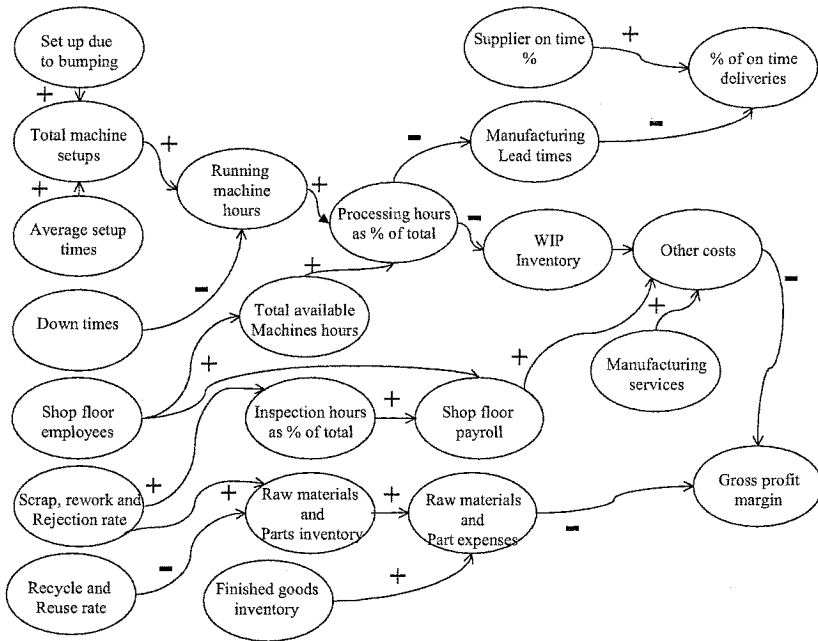 Set up due
to bumping
Supplier on time
%
+
% of on time
deliveries
+
Total machine
setups
+
-
Manufacturing
Lead times
-
Running
machine
hours
+
+
Average setup
times
Processing hours
as % of total
-
WIP
Inventory
Other costs
-
-
+
Total available
Machines hours
Down times
+
+
+
Manufacturing
services
Shop floor
employees
Inspection hours
as % of total
+
Shop floor
payroll
Scrap, rework and
Rejection rate
+
+
Raw materials
and
Parts inventory
+
Raw materials
and
Part expenses
-
Gross profit
margin
Recycle and
Reuse rate
-
Finished goods
inventory
+